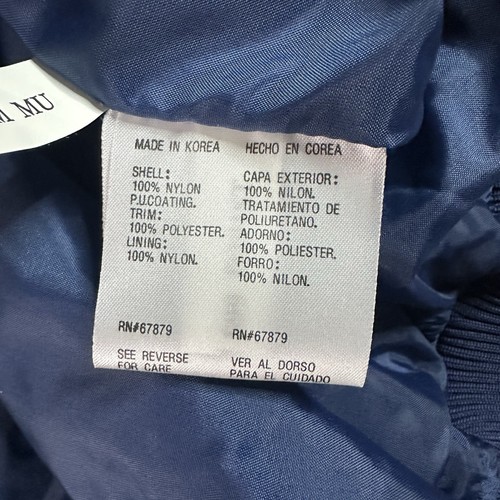 M MU
MADE IN KOREA
SHELL:
100% NYLON
P.U.COATING.
TRIM:
100% POLYESTER.
LINING:
100% NYLON.
RN#67879
SEE REVERSE
FOR CARE
HECHO EN COREA
CAPA EXTERIOR:
100% NILON.
TRATAMIENTO DE
POLIURETANO.
ADORNO:
100% POLIESTER.
FORRO:
100% NILON.
RN#67879
VER AL DORSO
PARA EL CUIDADO